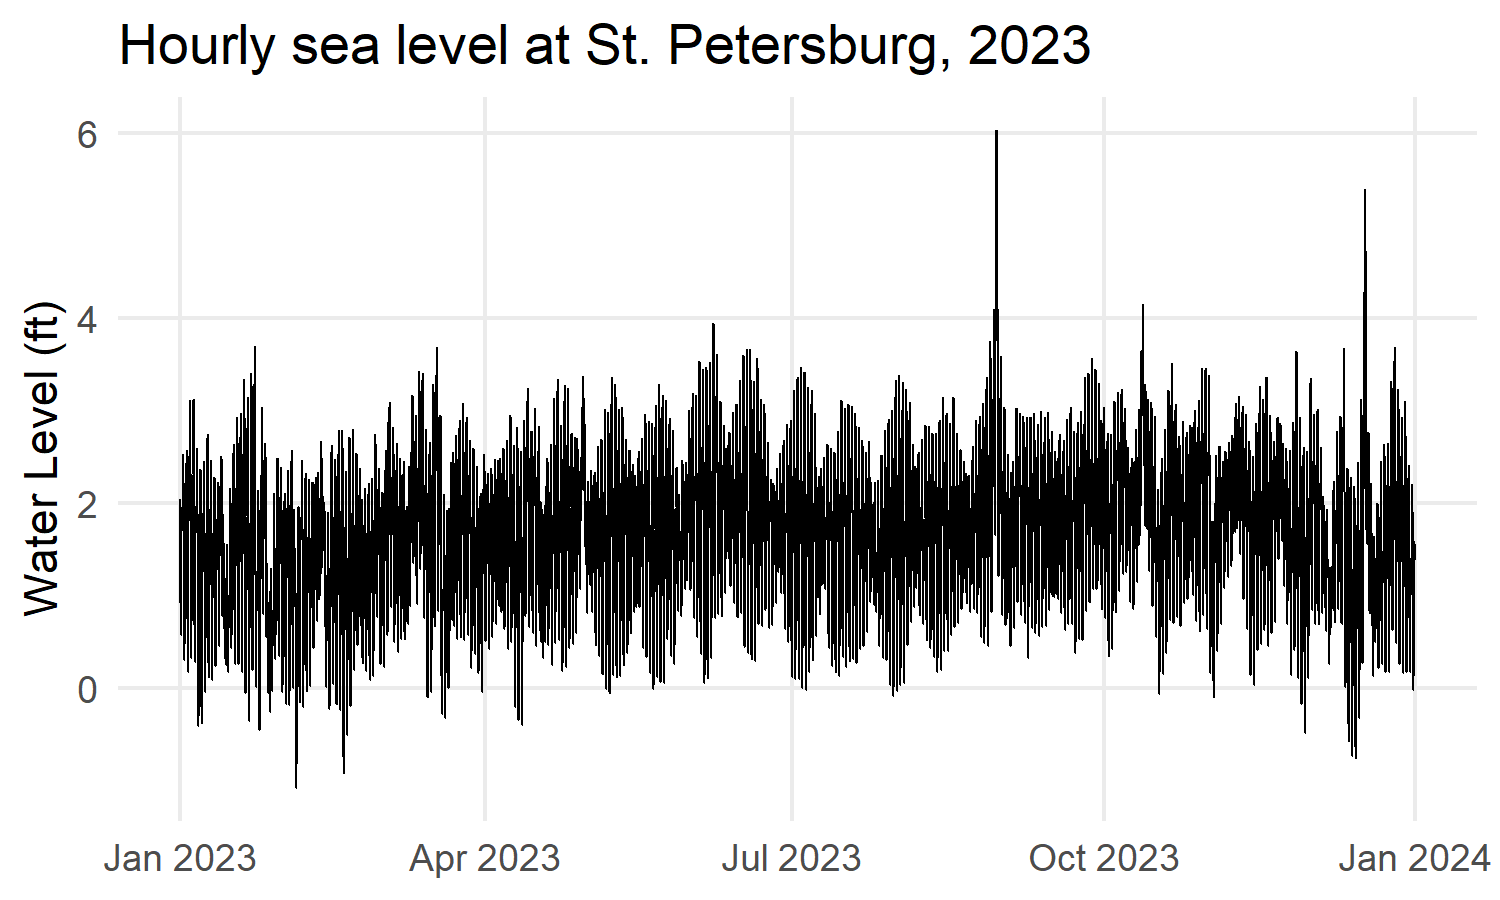 Hourly sea level at St. Petersburg, 2023
Water Level (ft)
6
4
2
0
Jan 2023 Apr 2023 Jul 2023 Oct 2023 Jan 2024